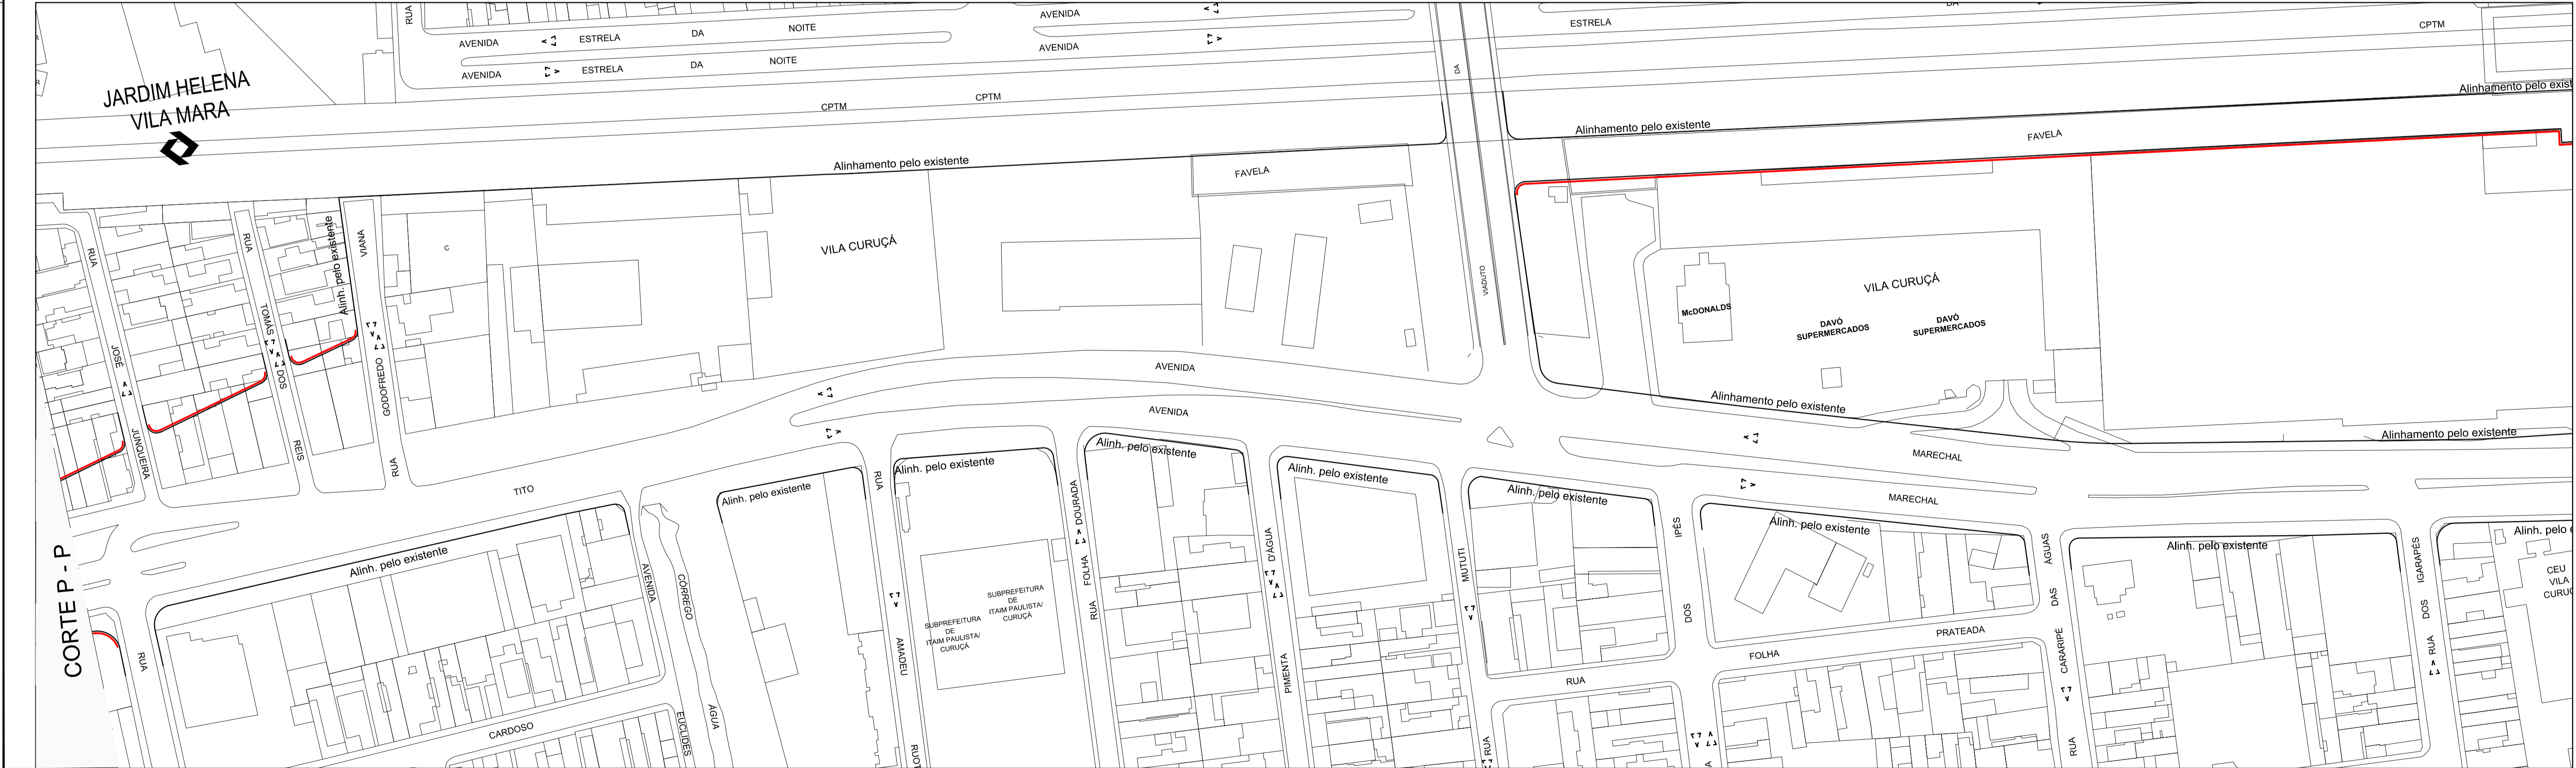 RUA
AVENIDA
ESTRELA
DA
NOITE
AVENIDA
ESTRELA
DA
NOITE
AVENIDA
AVENIDA
DA
ESTRELA
CPTM
CPTM
CPTM
JARDIM HELENA
VILA MARA
Alinhamento pelo existente
Alinhamento pelo existente
Alinhamento pelo exist
FAVELA
FAVELA
VIADUTO
RUA
JOSÉ
JUNQUEIRA
RUA
TOMÁS
DOS
REIS
Alinh. pelo existente
VIANA
GODOFREDO
RUA
C
VILA CURUÇÁ
VILA CURUÇÁ
McDONALDS
DAVÓ
SUPERMERCADOS
DAVÓ
SUPERMERCADOS
AVENIDA
AVENIDA
Alinhamento pelo existente
Alinhamento pelo existente
MARECHAL
MARECHAL
TITO
Alinh. pelo existente
Alinh. pelo existente
Alinh. pelo existente
Alinh. pelo existente
Alinh. pelo existente
Alinh. pelo existente
Alinh. pelo existente
Alinh. pelo existente
Alinh. pelo e
CORTE P - P
RUA
AVENIDA
EUCLIDES
CÓRREGO
ÁGUA
CARDOSO
RUA
AMADEU
SUBPREFEITURA
DE
ITAIM PAULISTA/
CURUÇÁ
SUBPREFEITURA
DE
ITAIM PAULISTA/
CURUÇÁ
RUA
FOLHA
DOURADA
PIMENTA
D'ÁGUA
RUA
MUTUTI
DOS
IPÊS
RUA
FOLHA
PRATEADA
RUA
CARARIPÉ
DAS
ÁGUAS
RUA
DOS
IGARAPÉS
CEU
VILA